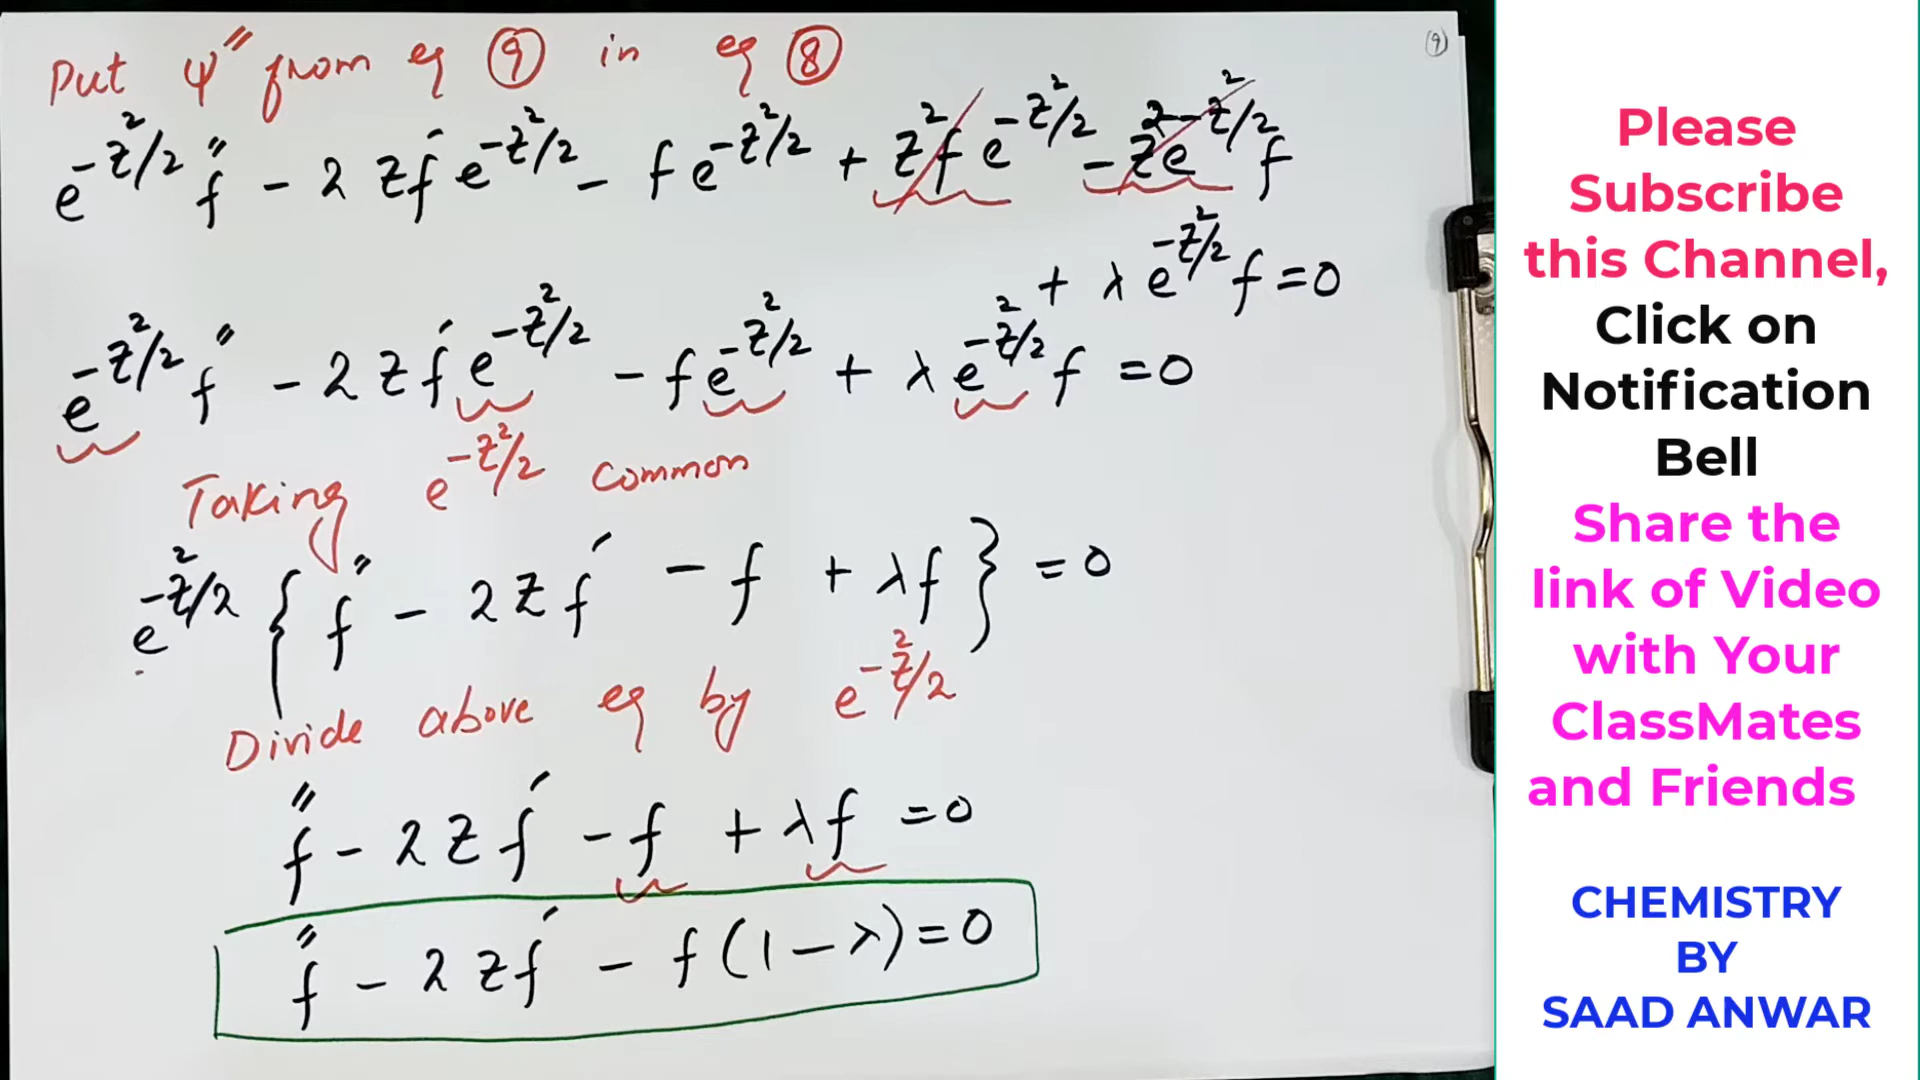 Put ψ″ from eq ⑨ in eq ⑧
(9)
e^{-z²/2} f″ - 2 z f′ e^{-z²/2} - f e^{-z²/2} + z² f e^{-z²/2} - z² e^{-z²/2} f
+ λ e^{-z²/2} f = 0
e^{-z²/2} f″ - 2 z f′ e^{-z²/2} - f e^{-z²/2} + λ e^{-z²/2} f = 0
Taking e^{-z²/2} common
e^{-z²/2} { f″ - 2 z f′ - f + λf } = 0
Divide above eq by e^{-z²/2}
f″ - 2 z f′ - f + λf = 0
f″ - 2 z f′ - f (1 - λ) = 0
Please
Subscribe
this Channel,
Click on
Notification
Bell
Share the
link of Video
with Your
ClassMates
and Friends
CHEMISTRY
BY
SAAD ANWAR